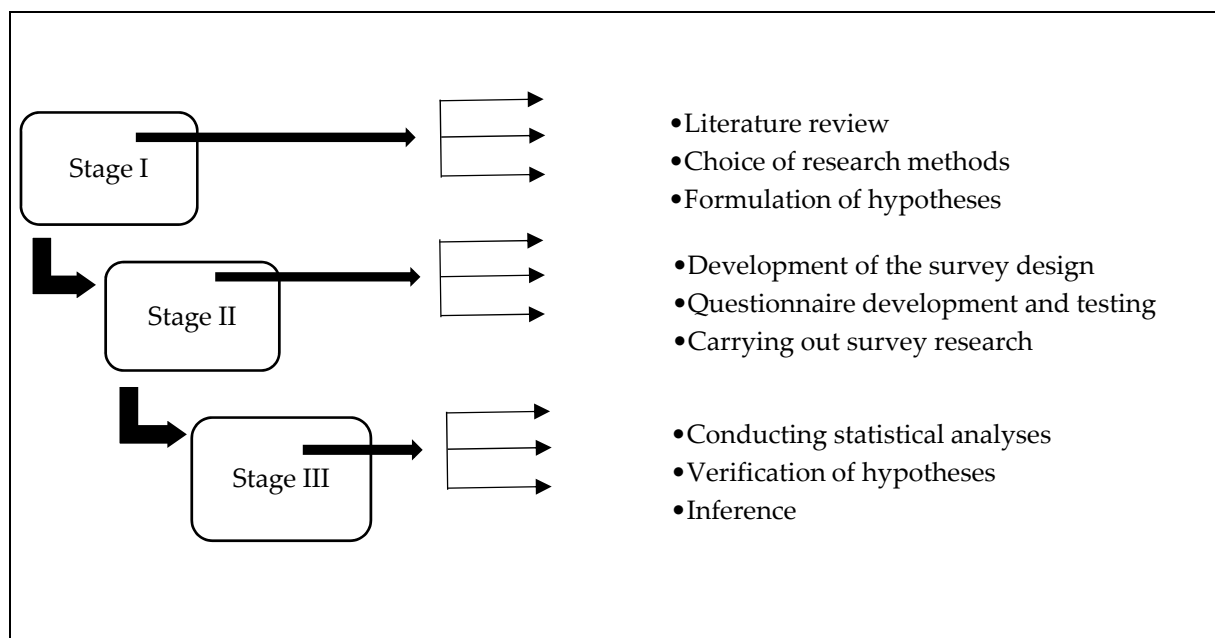 Stage I
•Literature review
•Choice of research methods
•Formulation of hypotheses
Stage II
•Development of the survey design
•Questionnaire development and testing
•Carrying out survey research
Stage III
•Conducting statistical analyses
•Verification of hypotheses
•Inference